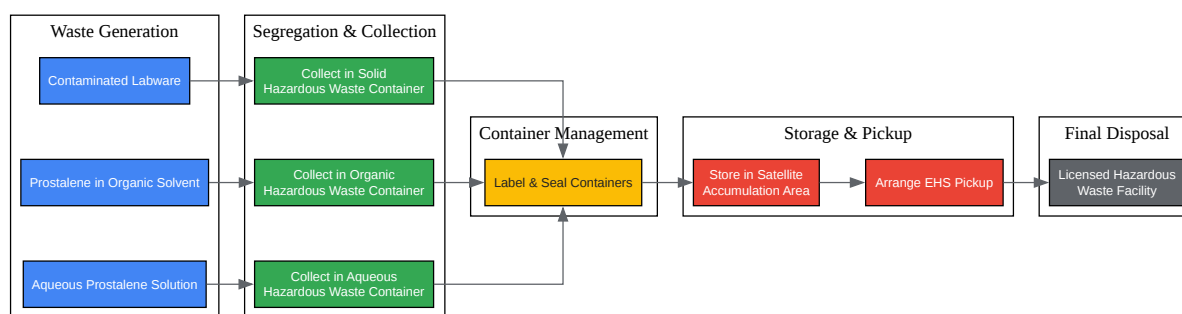 Waste Generation
Contaminated Labware
Prostalene in Organic Solvent
Aqueous Prostalene Solution
Segregation & Collection
Collect in Solid
Hazardous Waste Container
Collect in Organic
Hazardous Waste Container
Collect in Aqueous
Hazardous Waste Container
Container Management
Label & Seal Containers
Storage & Pickup
Store in Satellite
Accumulation Area
Arrange EHS Pickup
Final Disposal
Licensed Hazardous
Waste Facility